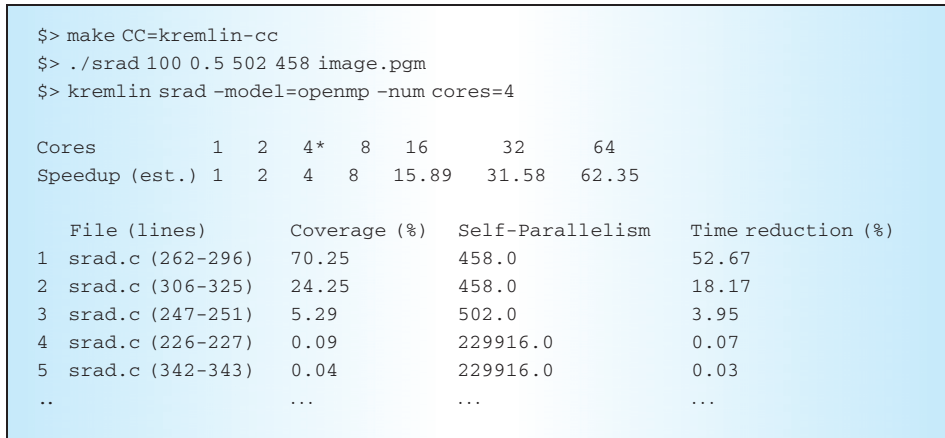 $> make CC=kremlin-cc
$> ./srad 100 0.5 502 458 image.pgm
$> kremlin srad –model=openmp –num cores=4
Cores 1 2 4* 8 16 32 64
Speedup (est.) 1 2 4 8 15.89 31.58 62.35
File (lines) Coverage (%) Self-Parallelism Time reduction (%)
1 srad.c (262-296) 70.25 458.0 52.67
2 srad.c (306-325) 24.25 458.0 18.17
3 srad.c (247-251) 5.29 502.0 3.95
4 srad.c (226-227) 0.09 229916.0 0.07
5 srad.c (342-343) 0.04 229916.0 0.03
.. ... ... ...